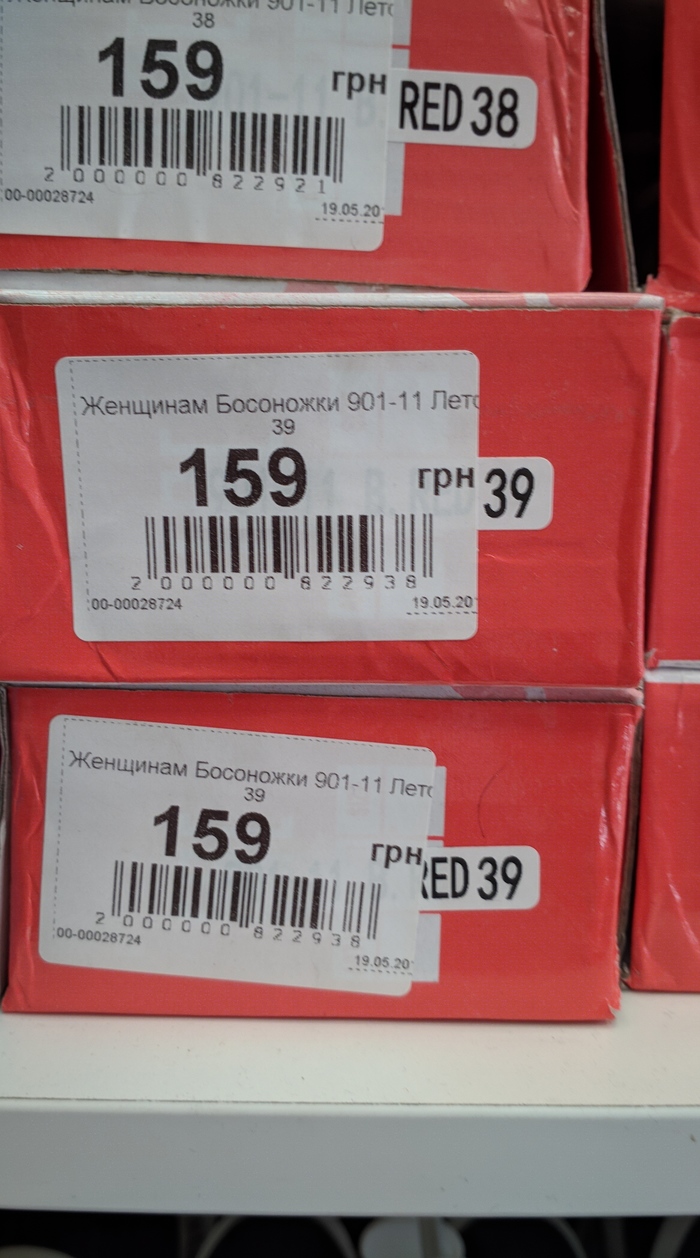 Женщинам Босоножки 901-11 Лето
38
159 грн
RED 38
2 000000 822921
00-00028724
19.05.20
Женщинам Босоножки 901-11 Лето
39
159 грн
39
2 000000 822938
00-00028724
19.05.20
Женщинам Босоножки 901-11 Лето
39
159 грн
RED 39
2 000000 822938
00-00028724
19.05.20